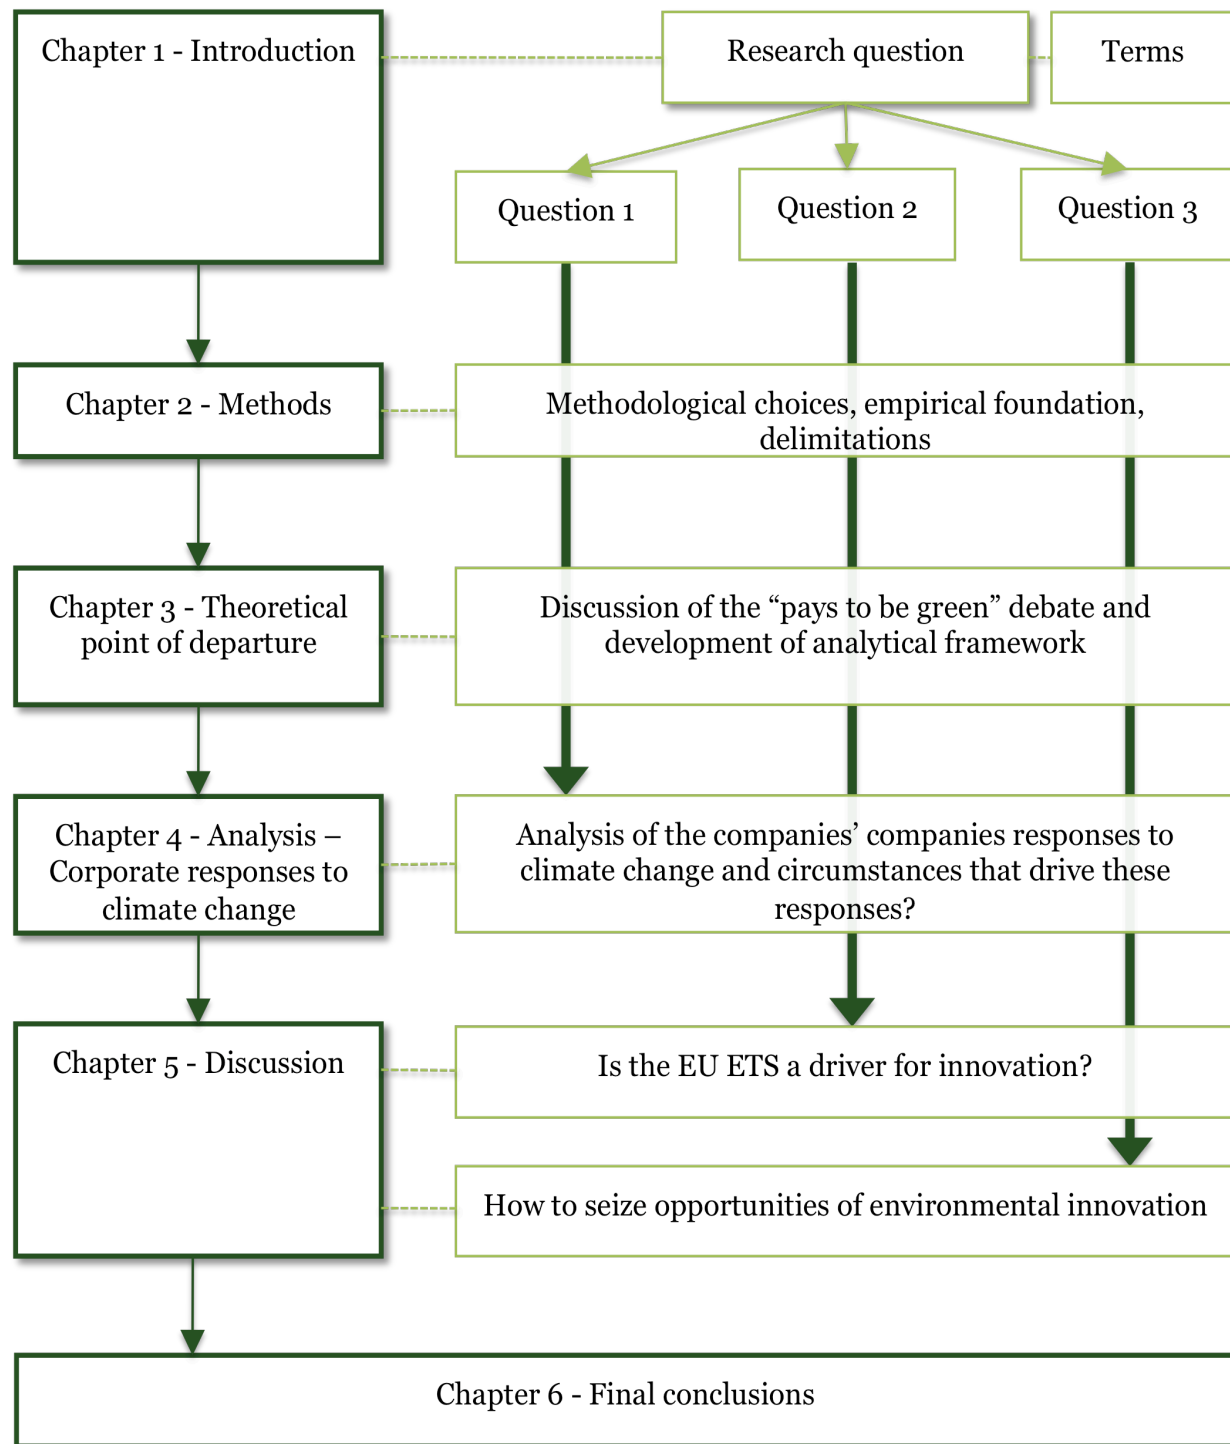 Chapter 1 - Introduction
Research question
Terms
Question 1
Question 2
Question 3
Chapter 2 - Methods
Methodological choices, empirical foundation,
delimitations
Chapter 3 - Theoretical
point of departure
Discussion of the “pays to be green” debate and
development of analytical framework
Chapter 4 - Analysis –
Corporate responses to
climate change
Analysis of the companies’ companies responses to
climate change and circumstances that drive these
responses?
Chapter 5 - Discussion
Is the EU ETS a driver for innovation?
How to seize opportunities of environmental innovation
Chapter 6 - Final conclusions